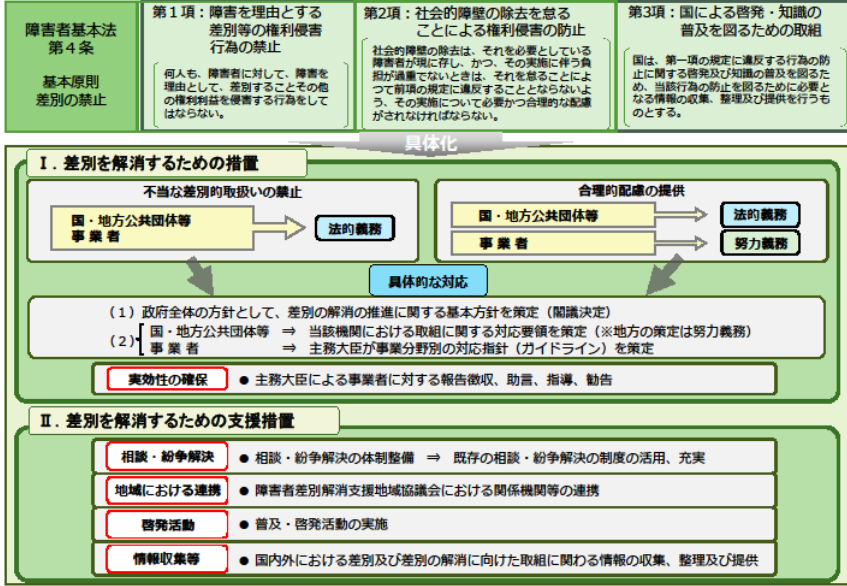 障害者基本法
第４条
基本原則
差別の禁止
第１項：障害を理由とする
差別等の権利侵害
行為の禁止
何人も、障害者に対して、障害を
理由として、差別することその他
の権利利益を侵害する行為をして
はならない。
第２項：社会的障壁の除去を怠る
ことによる権利侵害の防止
社会的障壁の除去は、それを必要としている
障害者が現に存し、かつ、その実施に伴う負
担が過重でないときは、それを怠ることによ
つて前項の規定に違反することとならないよ
う、その実施について必要かつ合理的な配慮
がされなければならない。
第３項：国による啓発・知識の
普及を図るための取組
国は、第一項の規定に違反する行為の防
止に関する啓発及び知識の普及を図るた
め、当該行為の防止を図るために必要と
なる情報の収集、整理及び提供を行うも
のとする。
具体化
Ⅰ．差別を解消するための措置
不当な差別的取扱いの禁止
国・地方公共団体等
事業者
法的義務
合理的配慮の提供
国・地方公共団体等
法的義務
事業者
努力義務
具体的な対応
（１）政府全体の方針として、差別の解消の推進に関する基本方針を策定（閣議決定）
（２）
国・地方公共団体等 ⇒ 当該機関における取組に関する対応要領を策定（※地方の策定は努力義務）
事業者 ⇒ 主務大臣が事業分野別の対応指針（ガイドライン）を策定
実効性の確保 ● 主務大臣による事業者に対する報告徴収、助言、指導、勧告
Ⅱ．差別を解消するための支援措置
相談・紛争解決 ● 相談・紛争解決の体制整備 ⇒ 既存の相談・紛争解決の制度の活用、充実
地域における連携 ● 障害者差別解消支援地域協議会における関係機関等の連携
啓発活動 ● 普及・啓発活動の実施
情報収集等 ● 国内外における差別及び差別の解消に向けた取組に関わる情報の収集、整理及び提供